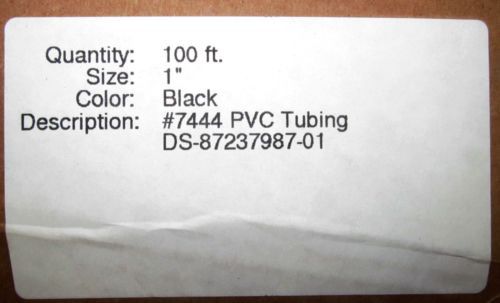 Quantity: 100 ft.
Size: 1"
Color: Black
Description: #7444 PVC Tubing
DS-87237987-01